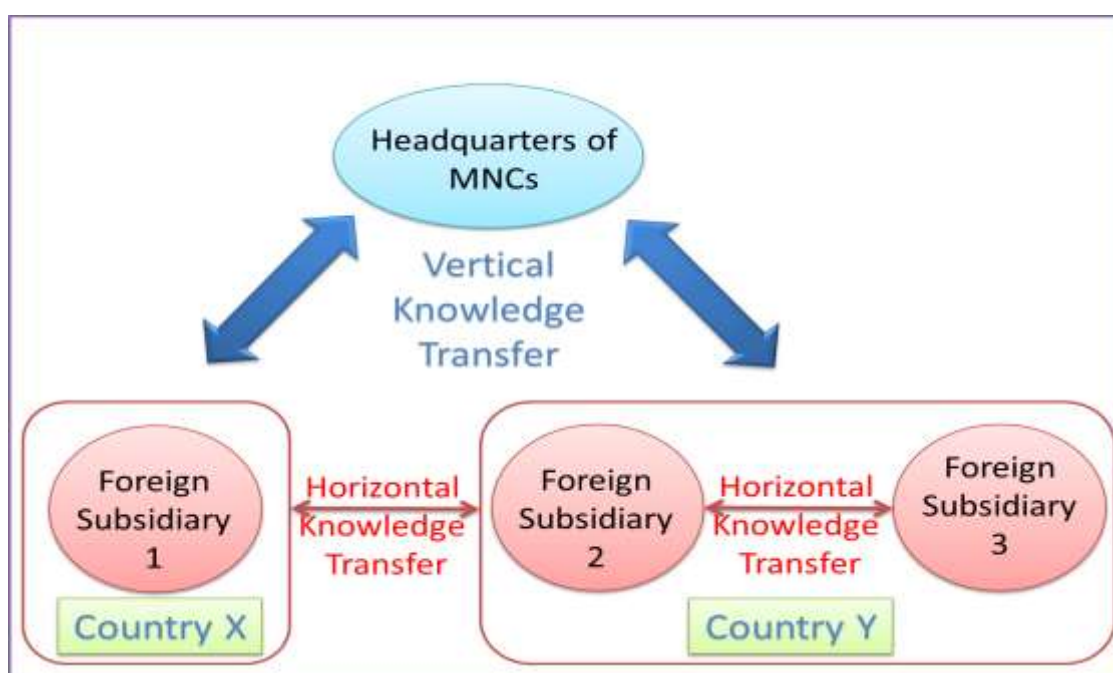 Headquarters of
MNCs
Vertical
Knowledge
Transfer
Foreign
Subsidiary
1
Horizontal
Knowledge
Transfer
Foreign
Subsidiary
2
Horizontal
Knowledge
Transfer
Foreign
Subsidiary
3
Country X
Country Y